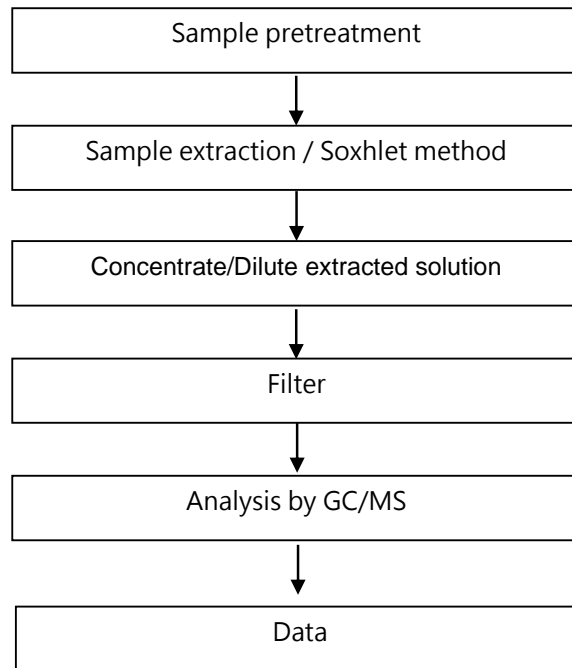 Sample pretreatment
Sample extraction / Soxhlet method
Concentrate/Dilute extracted solution
Filter
Analysis by GC/MS
Data